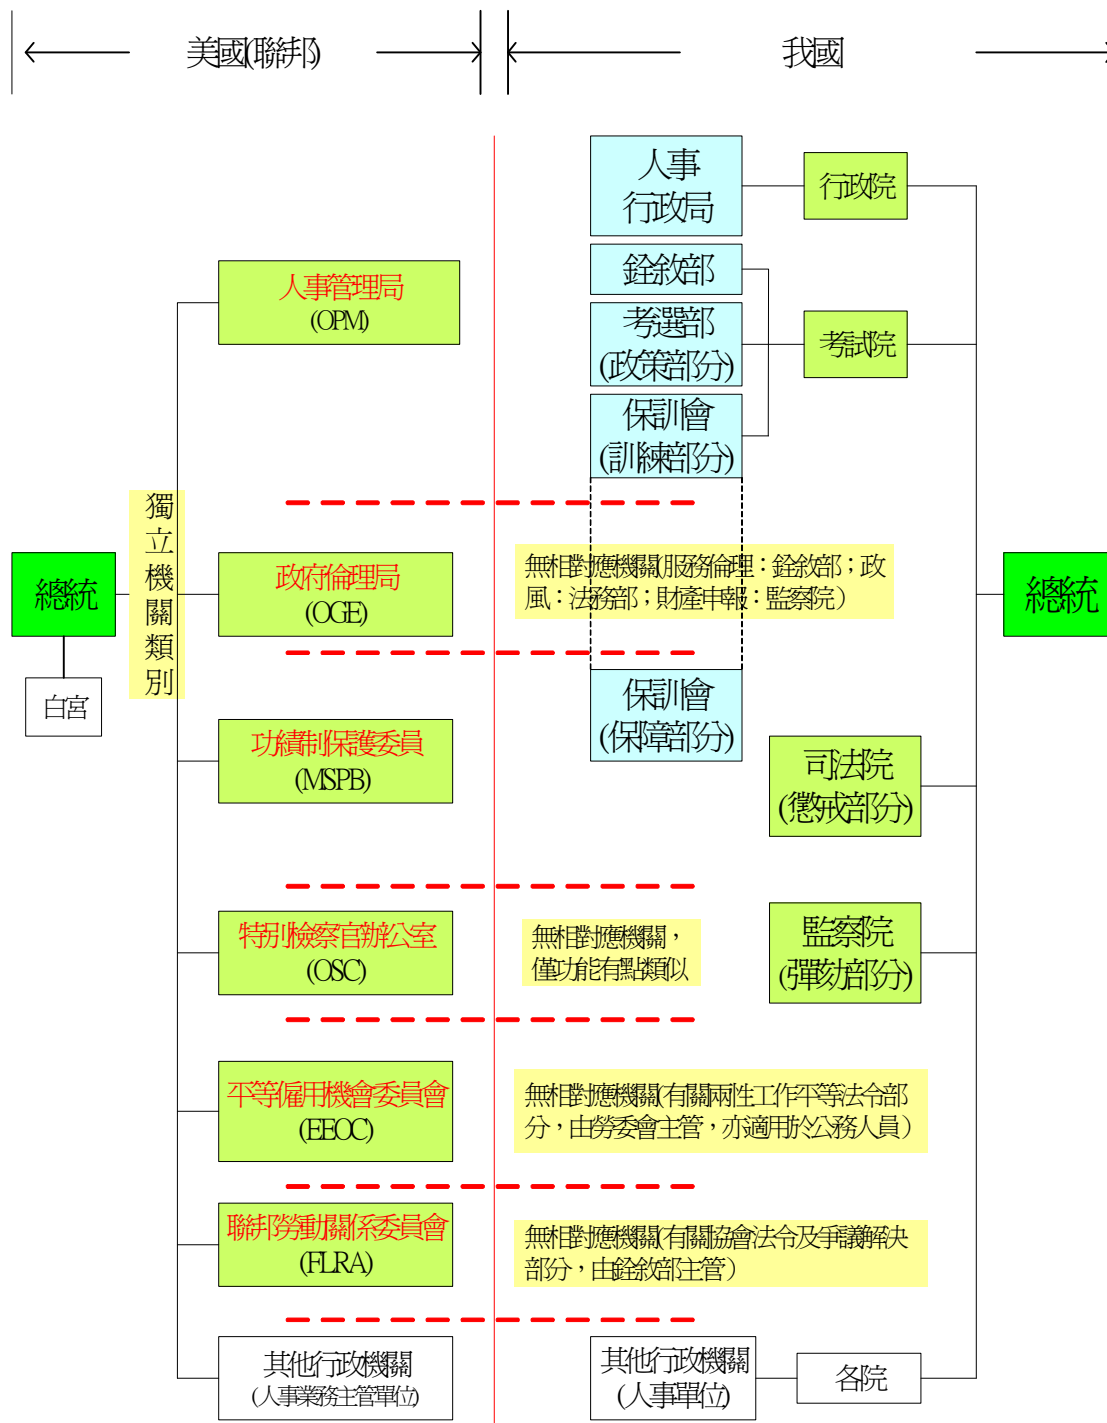 美國(聯邦)
我國
人事
行政局
行政院
銓敘部
考選部
(政策部分)
考試院
保訓會
(訓練部分)
人事管理局
(OPM)
獨立機關類別
總統
白宮
政府倫理局
(OGE)
無相對應機關(服務倫理：銓敘部；政
風：法務部；財產申報：監察院）
總統
保訓會
(保障部分)
功績制保護委員
(MSPB)
司法院
(懲戒部分)
特別檢察官辦公室
(OSC)
無相對應機關，
僅功能有點類似
監察院
(彈劾部分)
平等僱用機會委員會
(EEOC)
無相對應機關(有關兩性工作平等法令部
分，由勞委會主管，亦適用於公務人員）
聯邦勞動關係委員會
(FLRA)
無相對應機關(有關協會法令及爭議解決
部分，由銓敘部主管）
其他行政機關
(人事業務主管單位)
其他行政機關
(人事單位)
各院